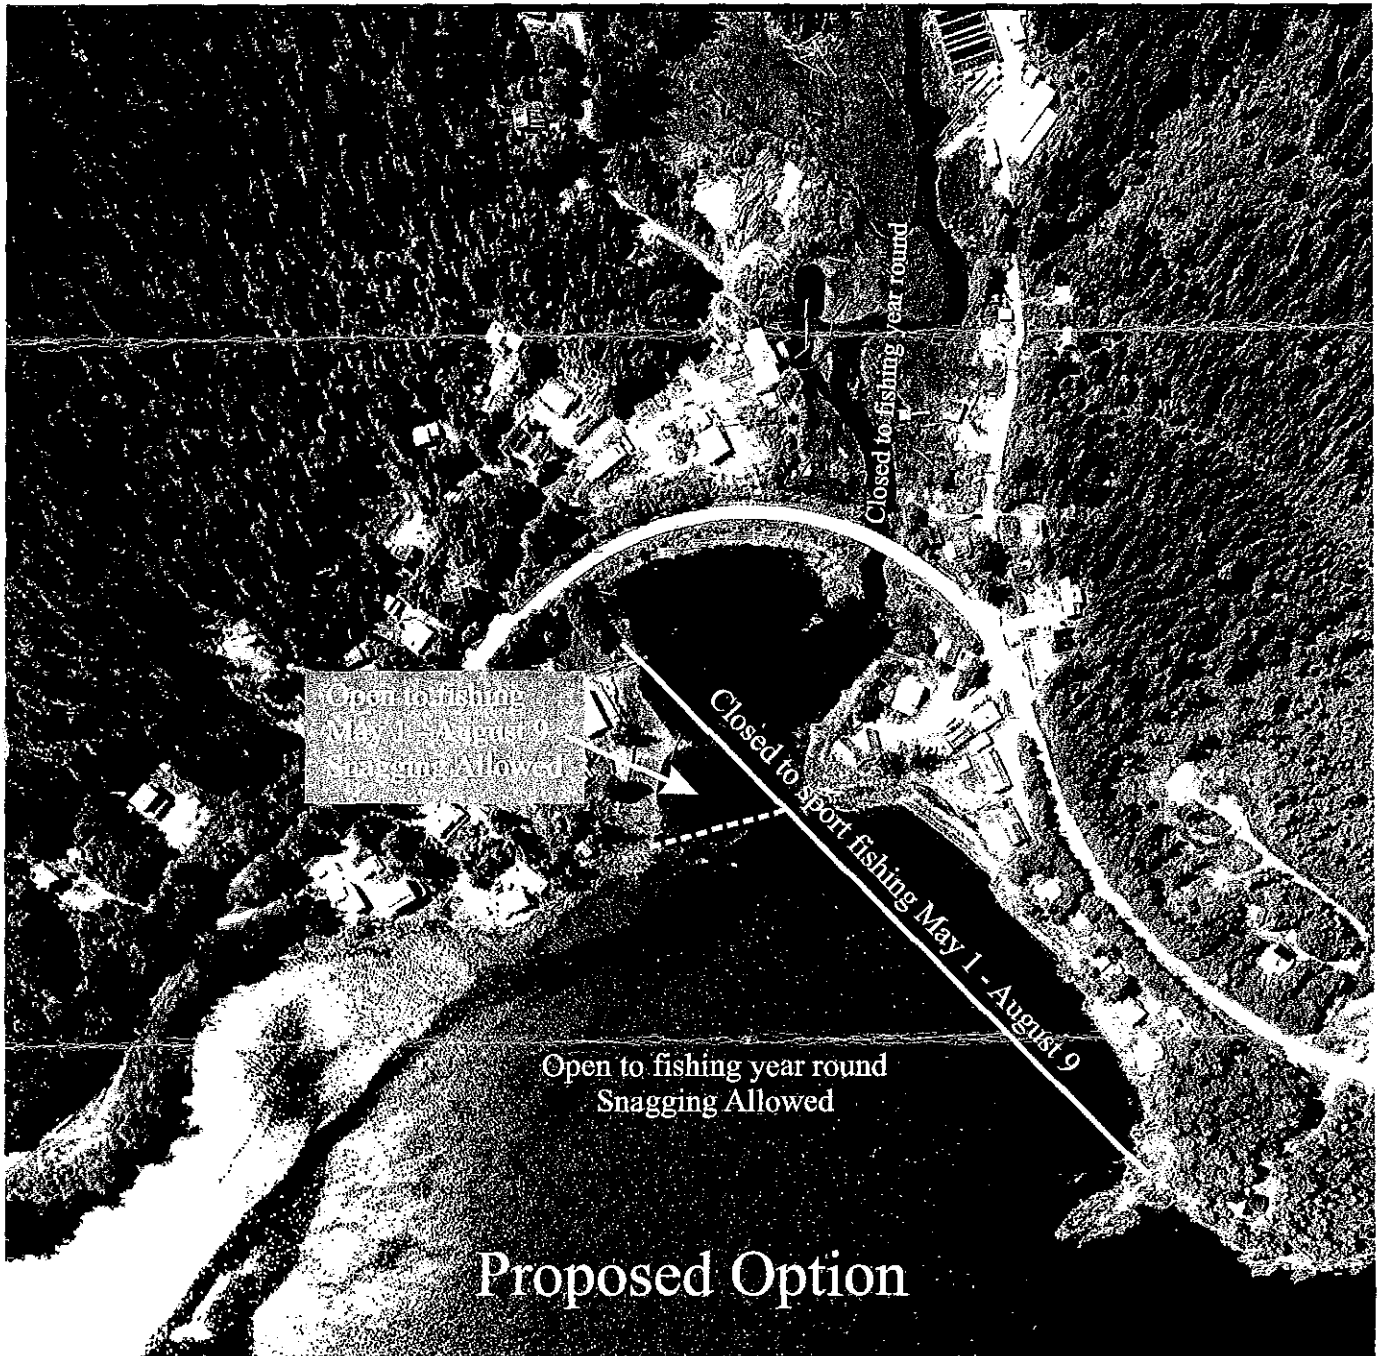 Closed to fishing year round
Open to fishing
May 1 - August 9
Snagging Allowed
Closed to sport fishing May 1 - August 9
Open to fishing year round
Snagging Allowed
Proposed Option